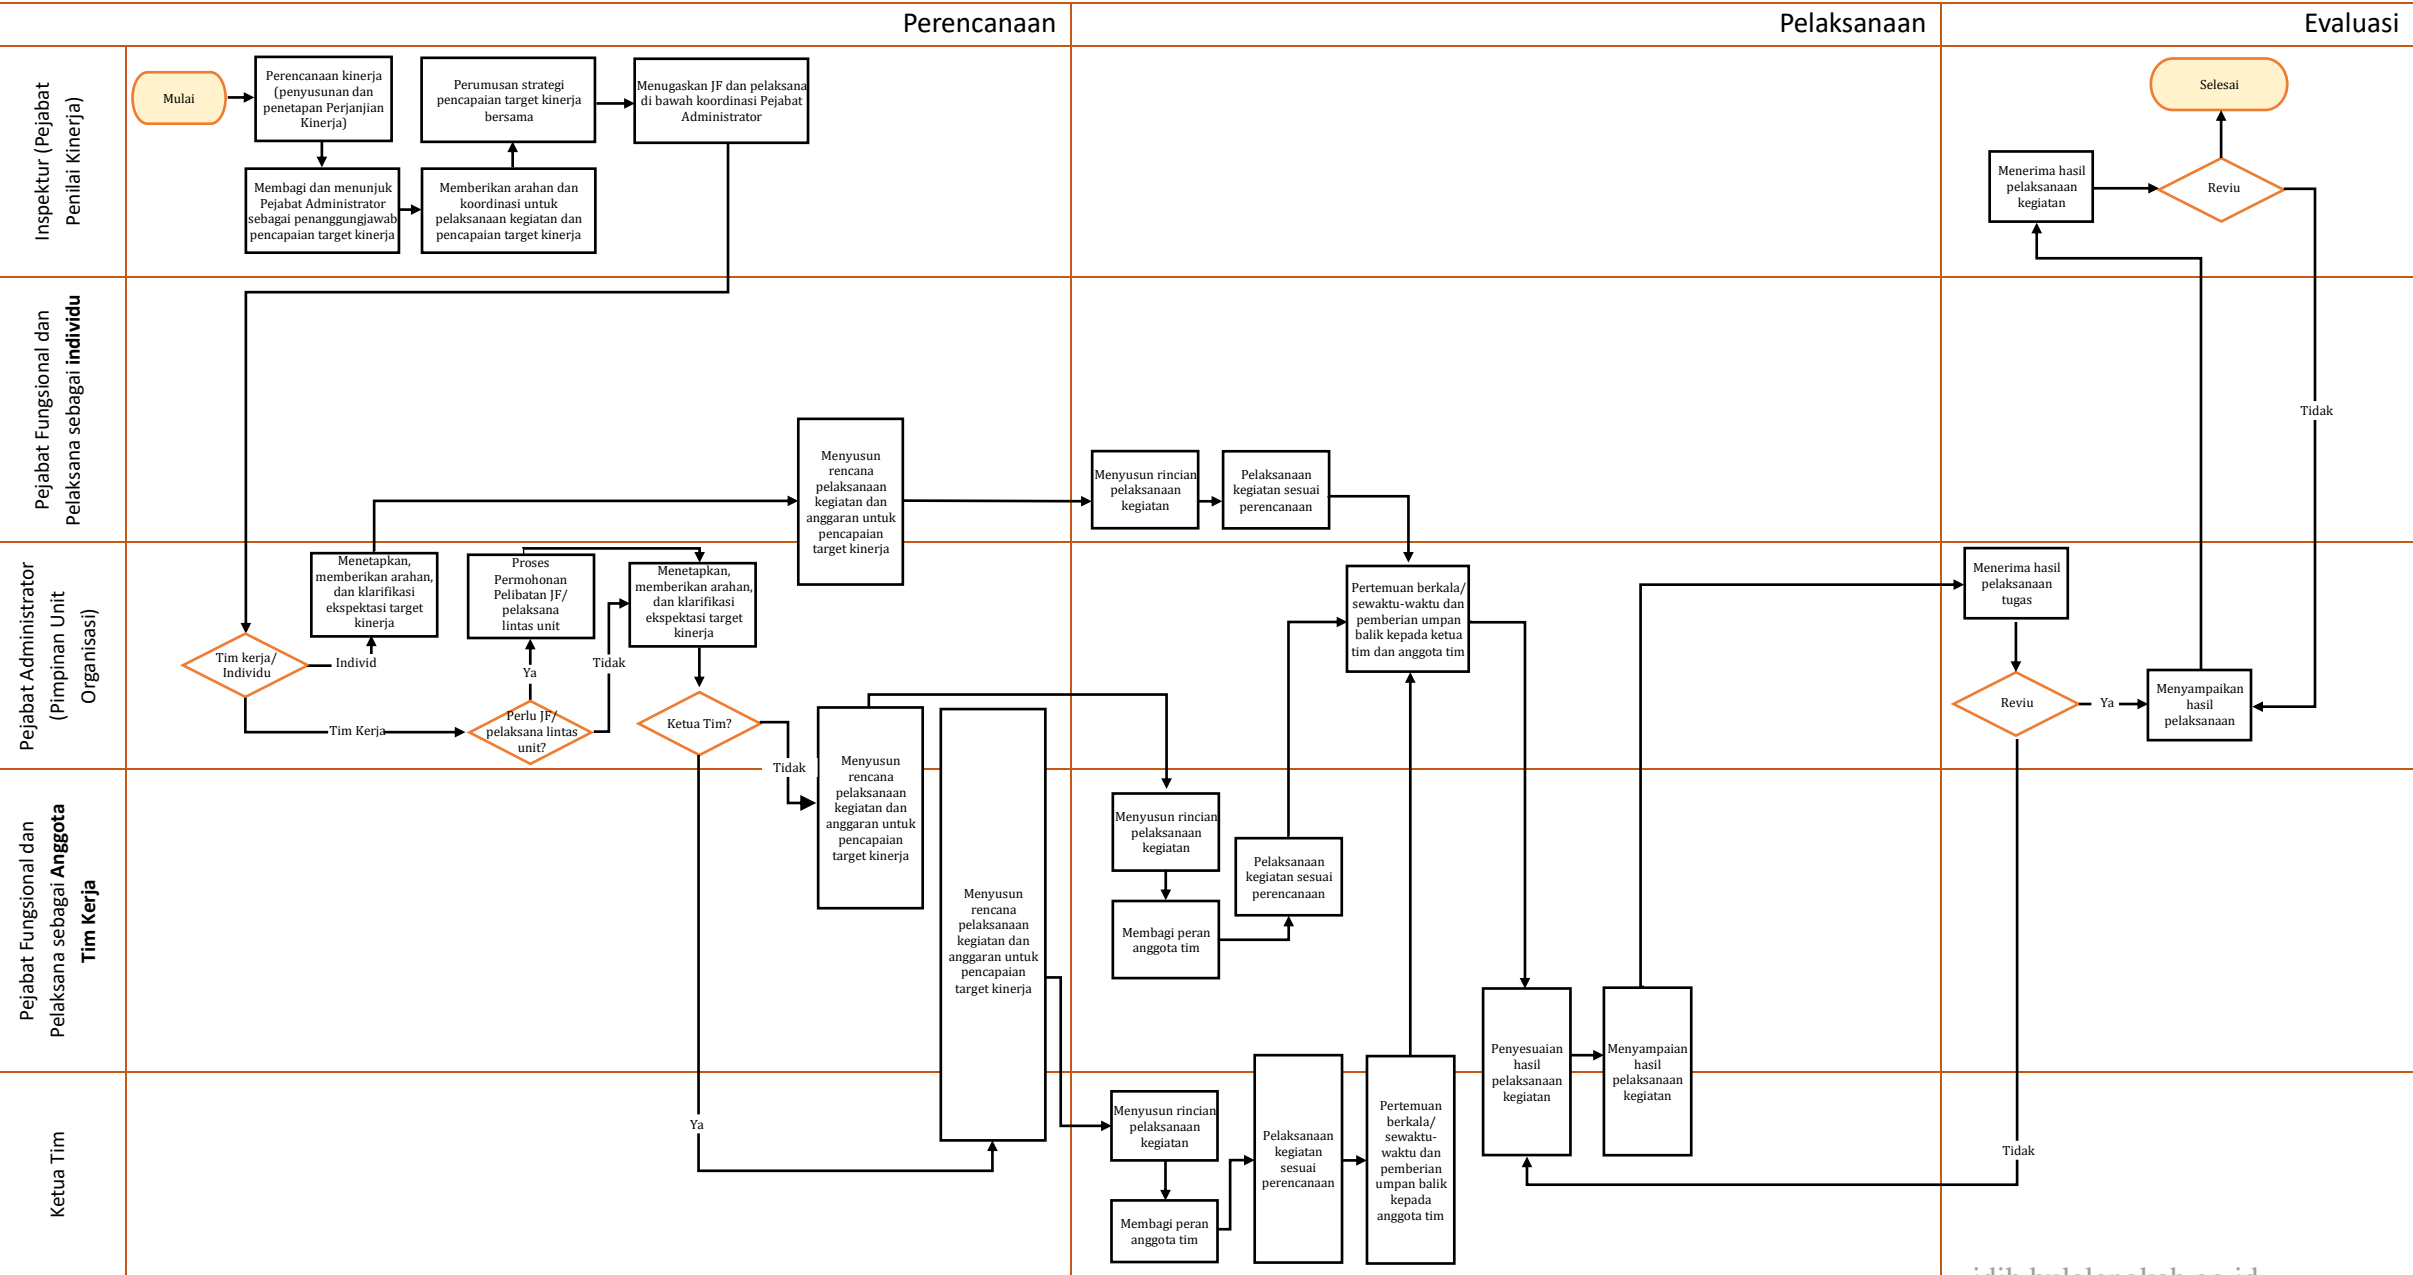 Perencanaan
Pelaksanaan
Evaluasi
Inspektur (Pejabat
Penilai Kinerja)
Mulai
Perencanaan kinerja
(penyusunan dan
penetapan Perjanjian
Kinerja)
Membagi dan menunjuk
Pejabat Administrator
sebagai penanggungjawab
pencapaian target kinerja
Memberikan arahan dan
koordinasi untuk
pelaksanaan kegiatan dan
pencapaian target kinerja
Perumusan strategi
pencapaian target kinerja
bersama
Menugaskan JF dan pelaksana
di bawah koordinasi Pejabat
Administrator
Menerima hasil
pelaksanaan
kegiatan
Reviu
Selesai
Tidak
Pejabat Fungsional dan
Pelaksana sebagai individu
Menyusun
rencana
pelaksanaan
kegiatan dan
anggaran untuk
pencapaian
target kinerja
Menyusun rincian
pelaksanaan
kegiatan
Pelaksanaan
kegiatan sesuai
perencanaan
Pejabat Administrator
(Pimpinan Unit
Organisasi)
Tim kerja/
Individu
Individ
Tim Kerja
Menetapkan,
memberikan arahan,
dan klarifikasi
ekspektasi target
kinerja
Proses
Permohonan
Pelibatan JF/
pelaksana
lintas unit
Ya
Tidak
Perlu JF/
pelaksana lintas
unit?
Menetapkan,
memberikan arahan,
dan klarifikasi
ekspektasi target
kinerja
Ketua Tim?
Tidak
Ya
Menyusun
rencana
pelaksanaan
kegiatan dan
anggaran untuk
pencapaian
target kinerja
Menyusun
rencana
pelaksanaan
kegiatan dan
anggaran untuk
pencapaian
target kinerja
Pertemuan berkala/
sewaktu-waktu dan
pemberian umpan
balik kepada ketua
tim dan anggota tim
Menerima hasil
pelaksanaan
tugas
Reviu
Ya
Menyampaikan
hasil
pelaksanaan
Tidak
Pejabat Fungsional dan
Pelaksana sebagai Anggota
Tim Kerja
Menyusun rincian
pelaksanaan
kegiatan
Membagi peran
anggota tim
Pelaksanaan
kegiatan sesuai
perencanaan
Penyesuaian
hasil
pelaksanaan
kegiatan
Menyampaian
hasil
pelaksanaan
kegiatan
Ketua Tim
Menyusun rincian
pelaksanaan
kegiatan
Membagi peran
anggota tim
Pelaksanaan
kegiatan
sesuai
perencanaan
Pertemuan
berkala/
sewaktu-
waktu dan
pemberian
umpan balik
kepada
anggota tim